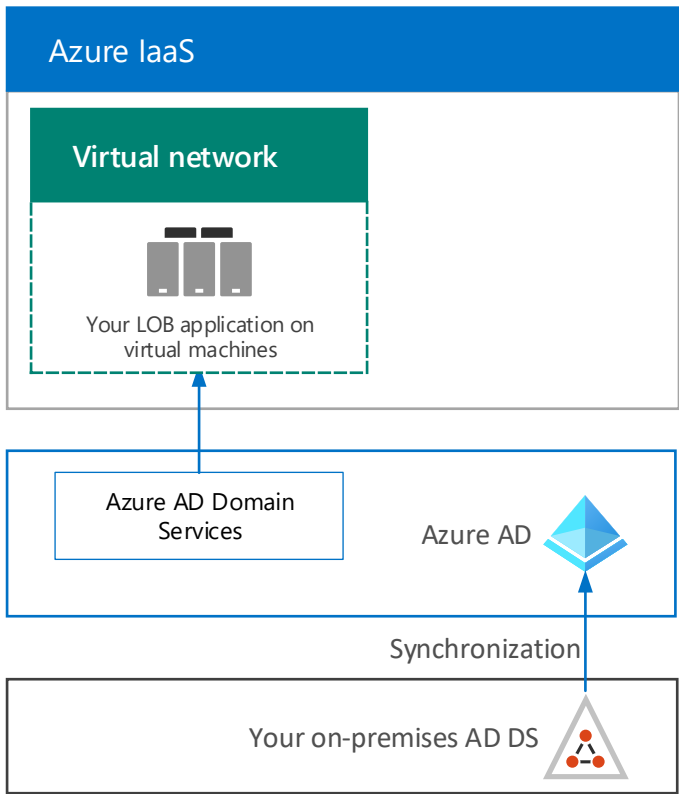 Azure IaaS
Virtual network
Your LOB application on
virtual machines
Azure AD Domain
Services
Azure AD
Synchronization
Your on-premises AD DS